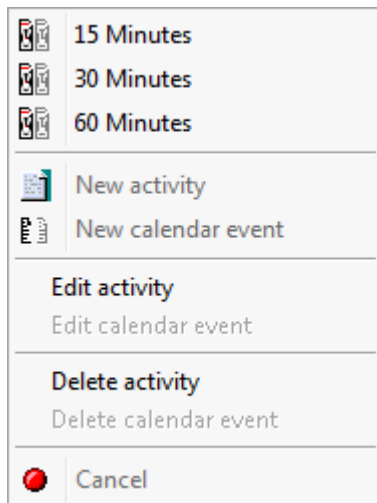 15 Minutes
30 Minutes
60 Minutes
New activity
New calendar event
Edit activity
Edit calendar event
Delete activity
Delete calendar event
Cancel